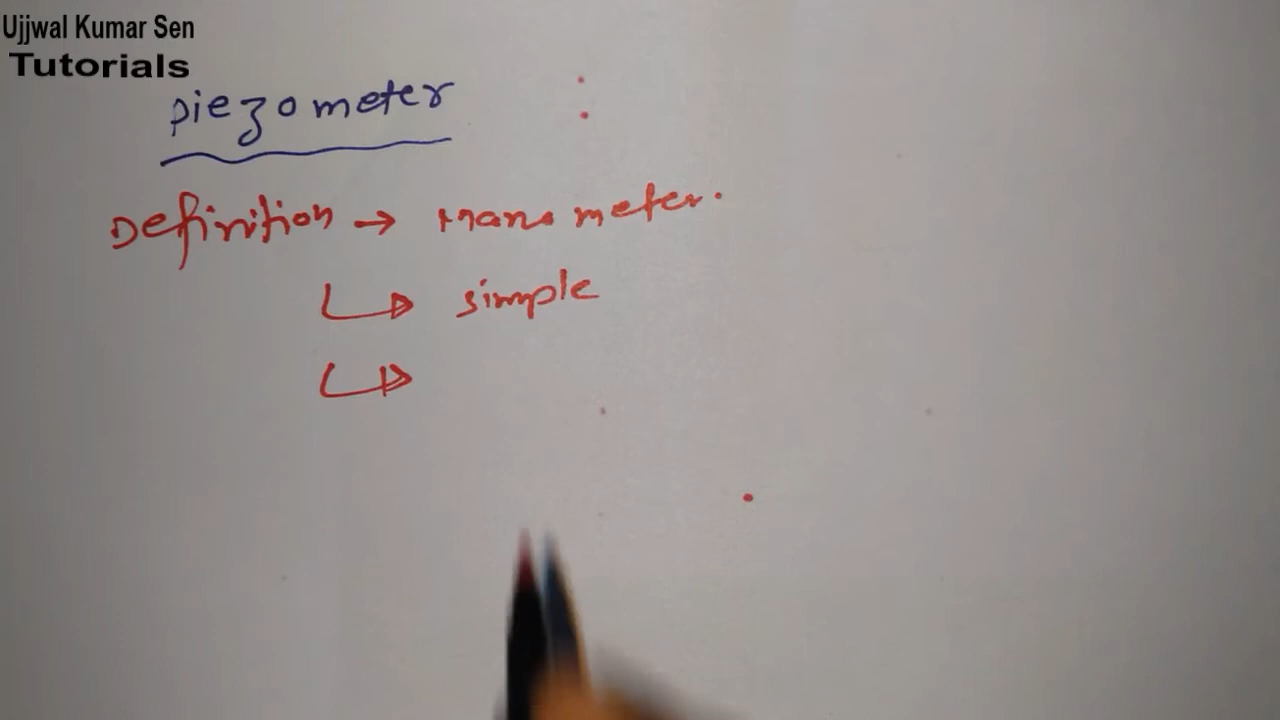 Ujjwal Kumar Sen
Tutorials
piezometer
Definition → manometer.
simple